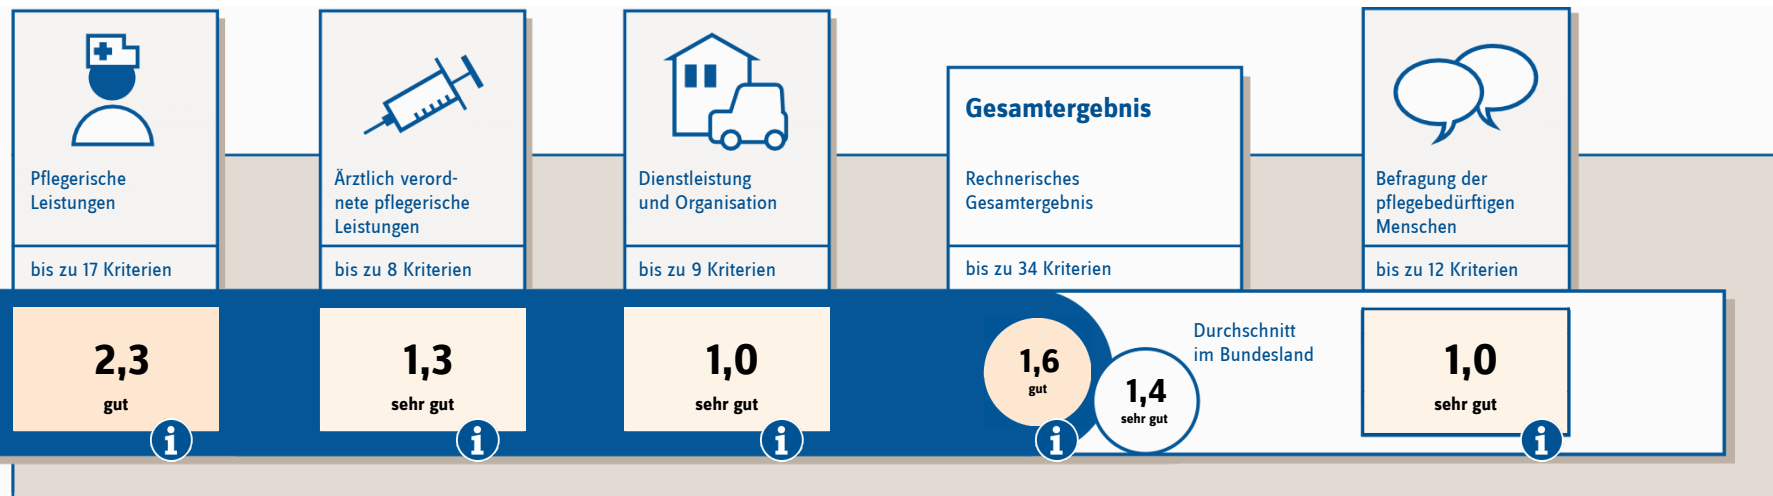 Pflegerische
Leistungen
bis zu 17 Kriterien
2,3
gut
i
Ärztlich verord-
nete pflegerische
Leistungen
bis zu 8 Kriterien
1,3
sehr gut
i
Dienstleistung
und Organisation
bis zu 9 Kriterien
1,0
sehr gut
i
Gesamtergebnis
Rechnerisches
Gesamtergebnis
bis zu 34 Kriterien
1,6
gut
i
1,4
sehr gut
Durchschnitt
im Bundesland
Befragung der
pflegebedürftigen
Menschen
bis zu 12 Kriterien
1,0
sehr gut
i